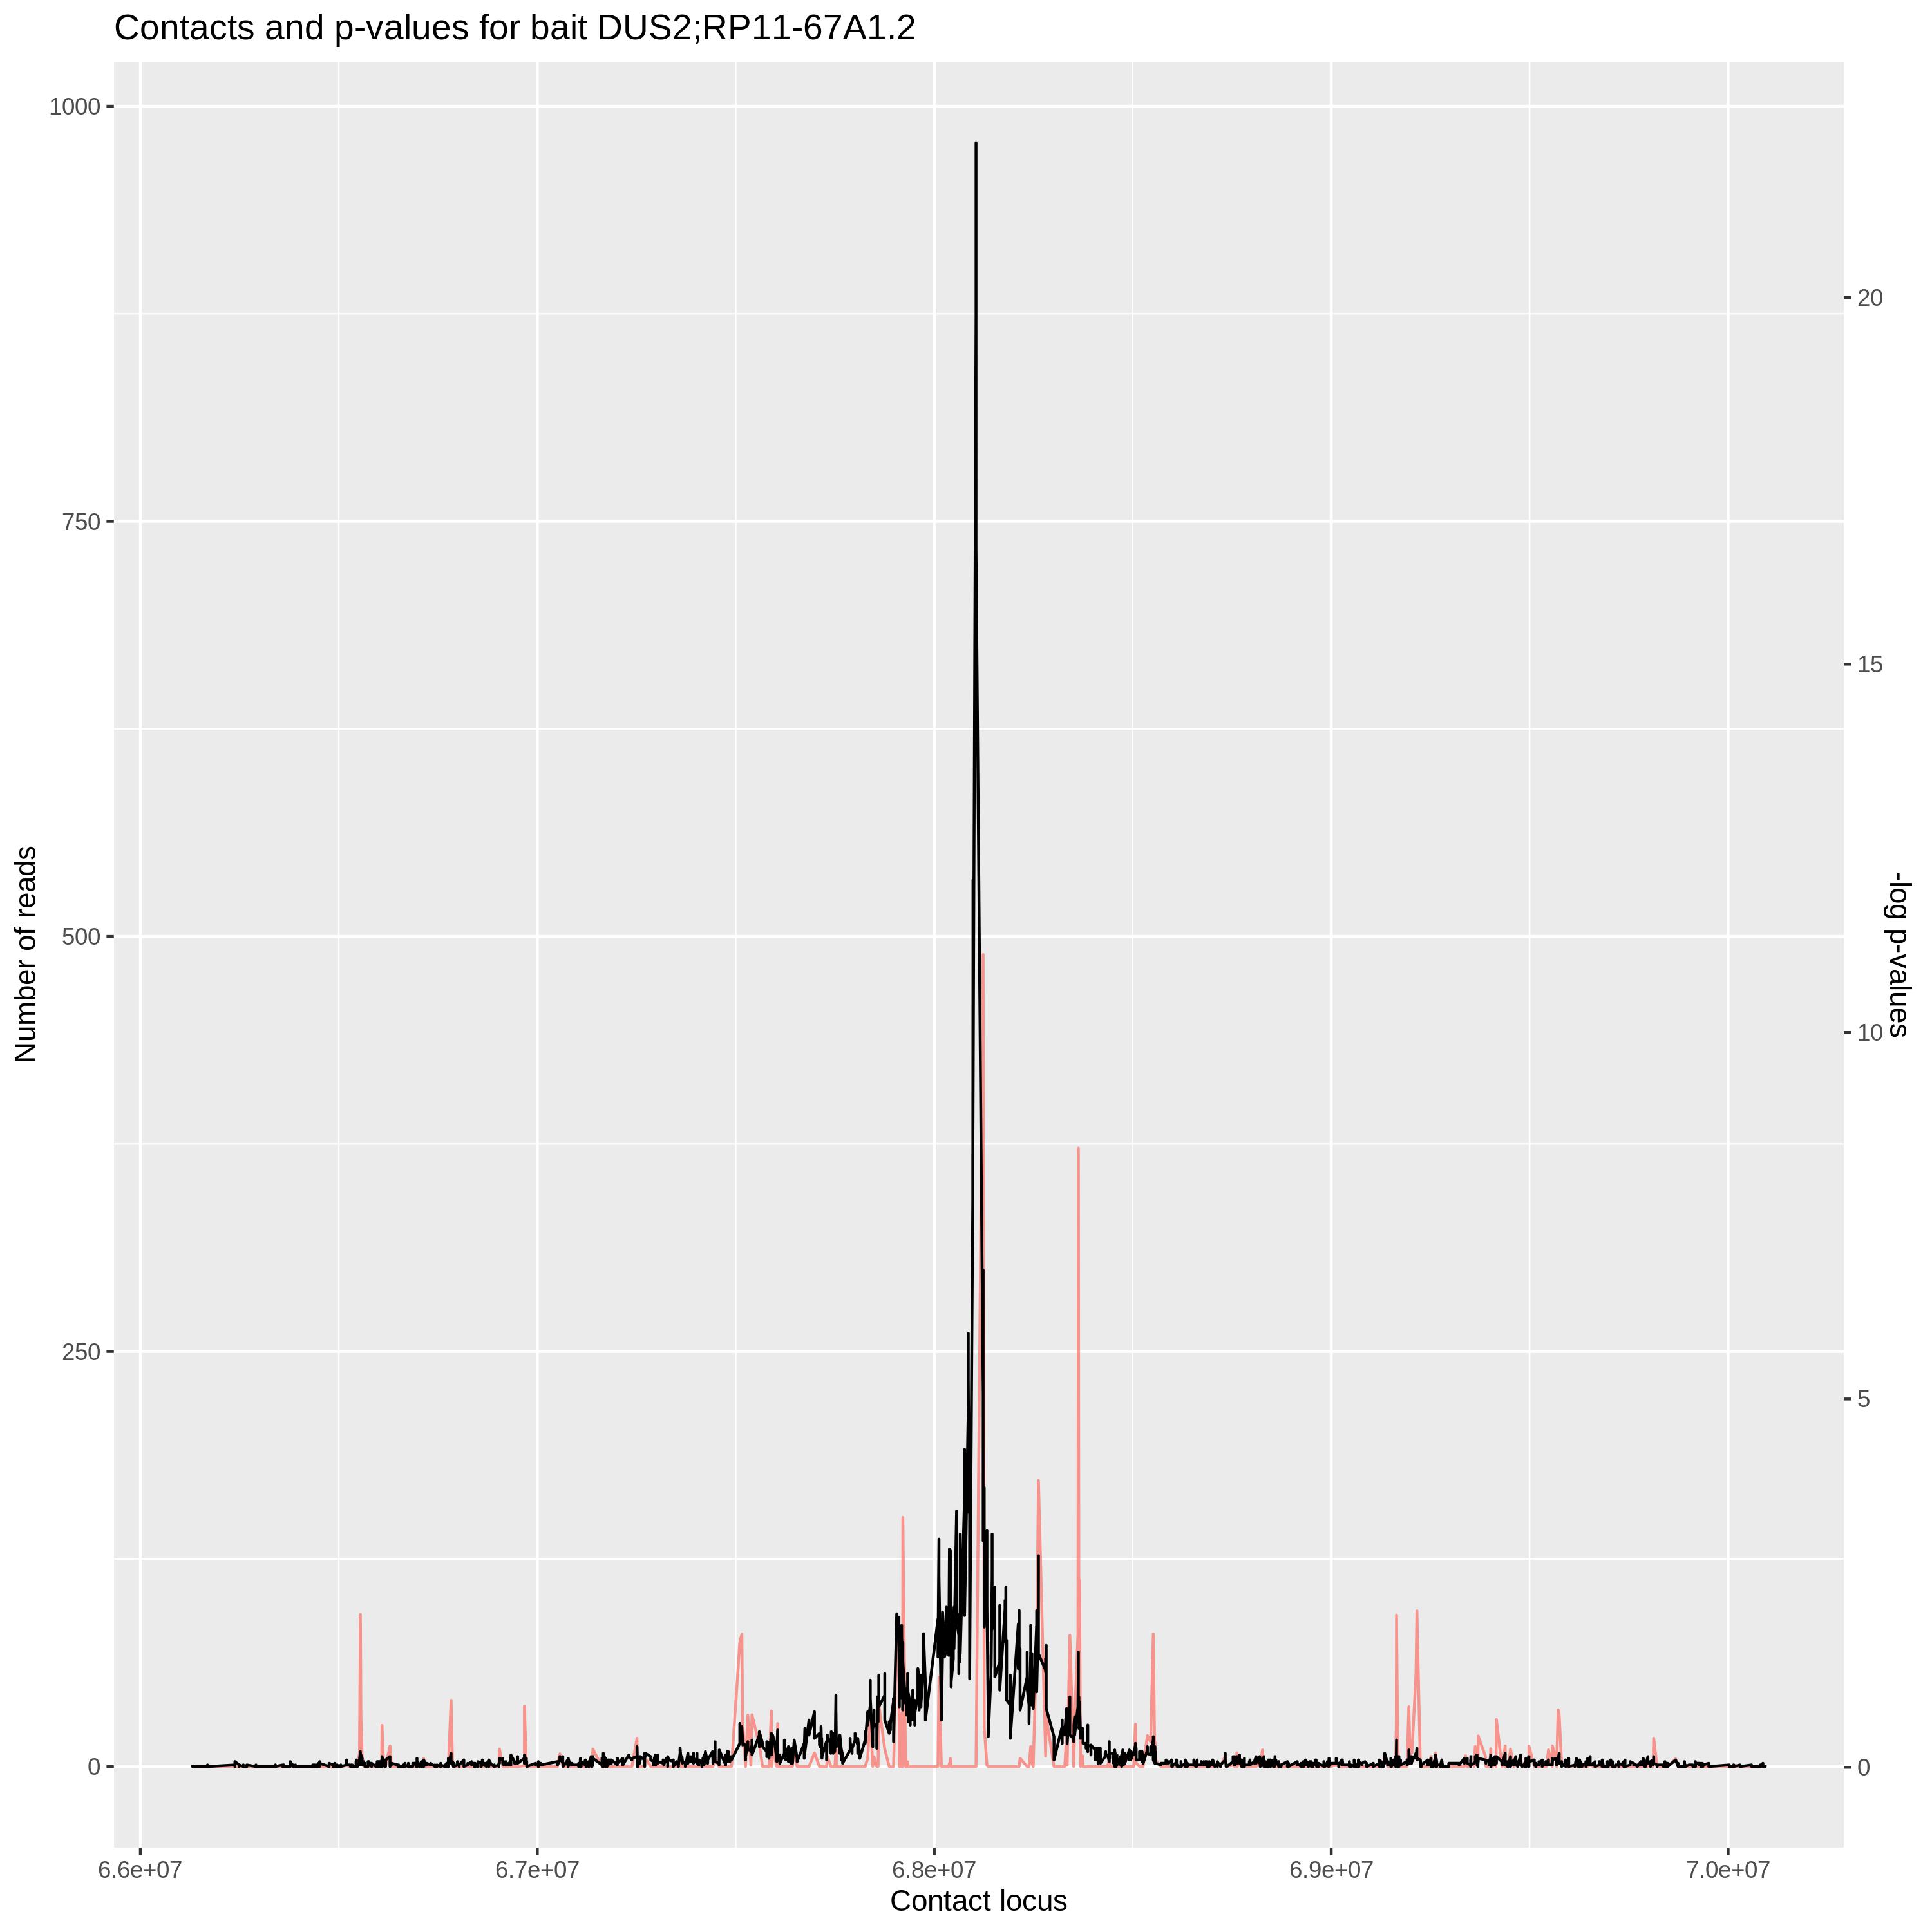 Contacts and p-values for bait DUS2;RP11-67A1.2
1000
750
500
250
0
Number of reads
20
15
10
5
0
-log p-values
6.6e+07
6.7e+07
6.8e+07
6.9e+07
7.0e+07
Contact locus